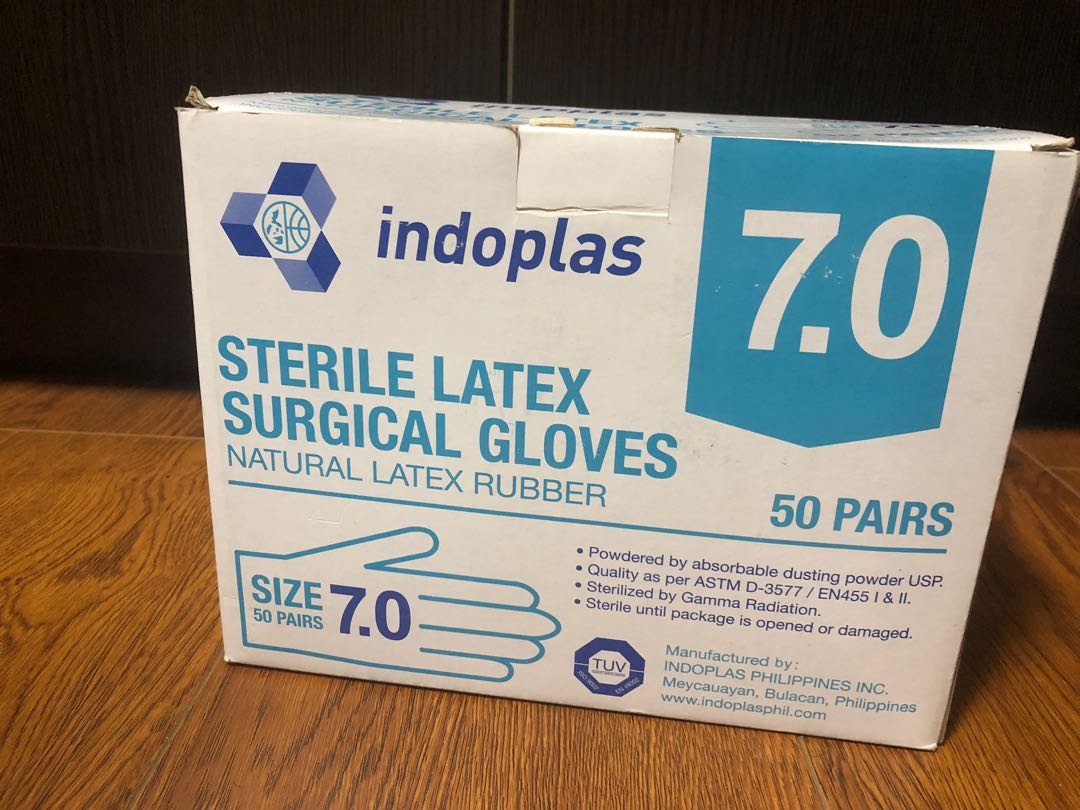 indoplas
indoplas
7.0
STERILE LATEX
SURGICAL GLOVES
NATURAL LATEX RUBBER
50 PAIRS
SIZE 7.0
50 PAIRS
• Powdered by absorbable dusting powder USP.
• Quality as per ASTM D-3577 / EN455 I & II.
• Sterilized by Gamma Radiation.
• Sterile until package is opened or damaged.
TUV
Manufactured by:
INDOPLAS PHILIPPINES INC.
Meycauayan, Bulacan, Philippines
www.indoplasphil.com